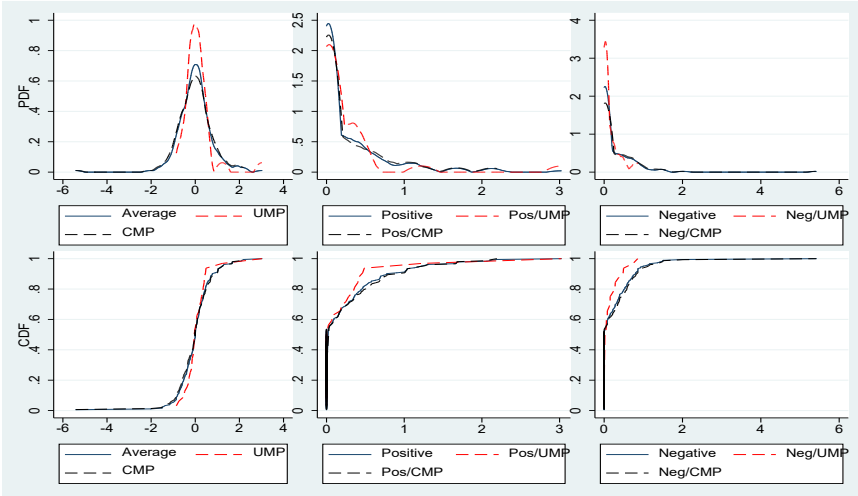 PDF
1
.8
.6
.4
.2
0
-6 -4 -2 0 2 4
Average UMP
CMP
2.5
2
1.5
1
.5
0
0 1 2 3
Positive Pos/UMP
Pos/CMP
4
3
2
1
0
0 2 4 6
Negative Neg/UMP
Neg/CMP
CDF
1
.8
.6
.4
.2
0
-6 -4 -2 0 2 4
Average UMP
CMP
1
.8
.6
.4
.2
0
0 1 2 3
Positive Pos/UMP
Pos/CMP
1
.8
.6
.4
.2
0
0 2 4 6
Negative Neg/UMP
Neg/CMP